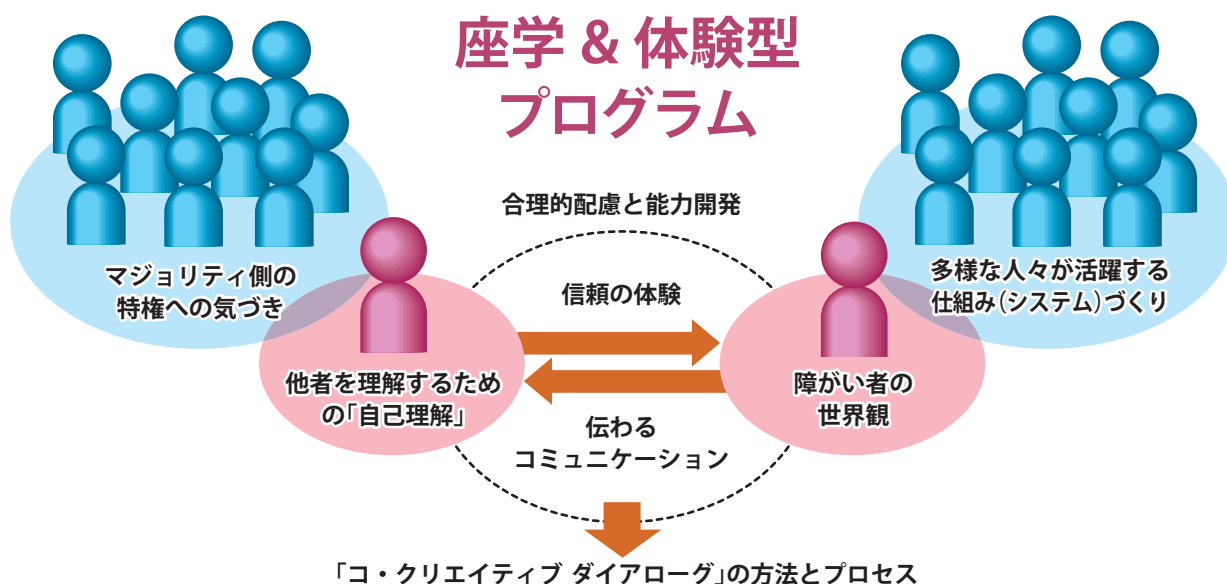 座学 & 体験型
プログラム
合理的配慮と能力開発
マジョリティ側の
特権への気づき
多様な人々が活躍する
仕組み(システム)づくり
信頼の体験
他者を理解するため
の「自己理解」
障がい者の
世界観
伝わる
コミュニケーション
「コ・クリエイティブ ダイアローグ」の方法とプロセス